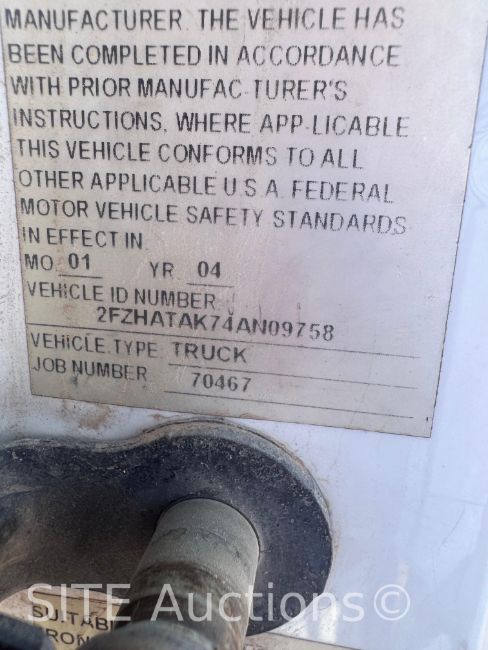 MANUFACTURER. THE VEHICLE HAS
BEEN COMPLETED IN ACCORDANCE
WITH PRIOR MANUFAC-TURER'S
INSTRUCTIONS, WHERE APP-LICABLE
THIS VEHICLE CONFORMS TO ALL
OTHER APPLICABLE U.S.A. FEDERAL
MOTOR VEHICLE SAFETY STANDARDS
IN EFFECT IN
MO. 01 YR 04
VEHICLE ID NUMBER
2FZHATAK74AN09758
VEHICLE TYPE TRUCK
JOB NUMBER 70467
SITE Auctions©
SUITABL